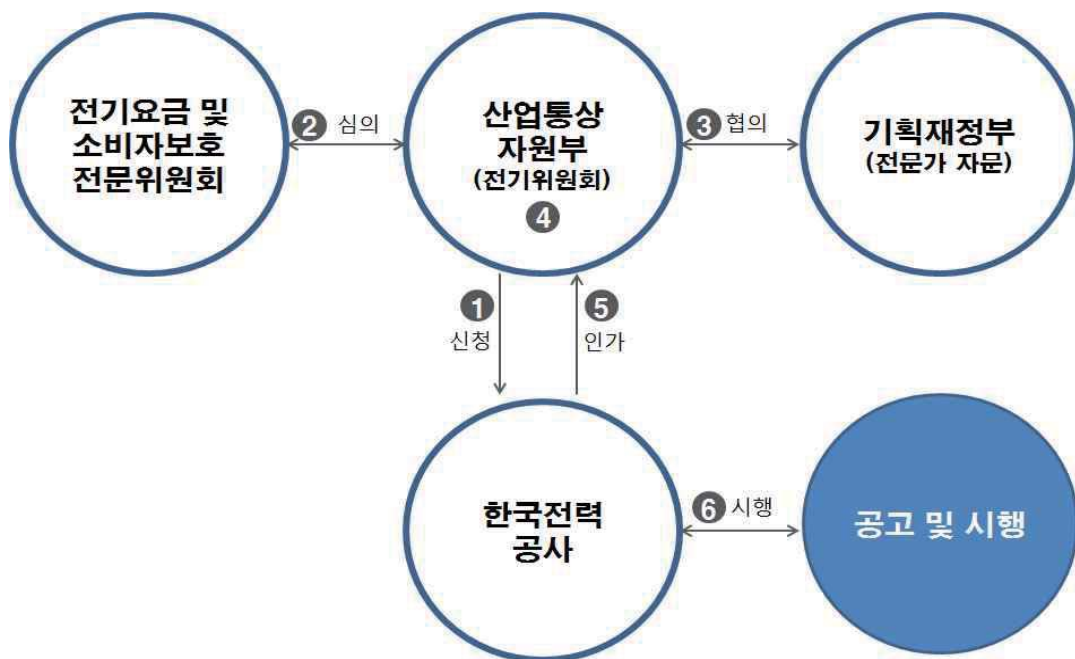 전기요금 및
소비자보호
전문위원회
2 심의
산업통상
자원부
(전기위원회)
4
3 협의
기획재정부
(전문가 자문)
1
신청
5
인가
한국전력
공사
6 시행
공고 및 시행